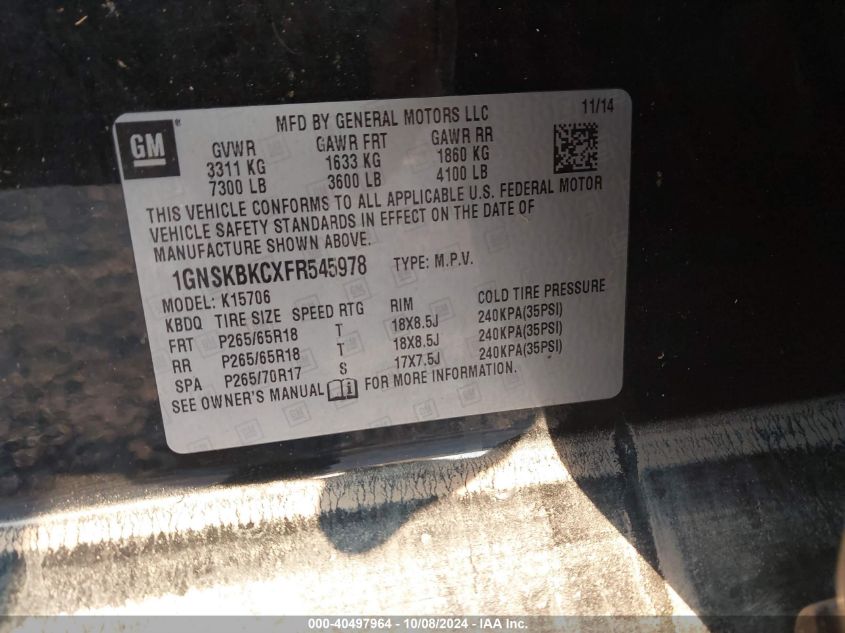 MFD BY GENERAL MOTORS LLC 11/14
GM®
GVWR GAWR FRT GAWR RR
3311 KG 1633 KG 1860 KG
7300 LB 3600 LB 4100 LB
THIS VEHICLE CONFORMS TO ALL APPLICABLE U.S. FEDERAL MOTOR
VEHICLE SAFETY STANDARDS IN EFFECT ON THE DATE OF
MANUFACTURE SHOWN ABOVE.
1GNSKBKCXFR545978 TYPE: M.P.V.
MODEL: K15706
KBDQ TIRE SIZE SPEED RTG RIM COLD TIRE PRESSURE
FRT P265/65R18 T 18X8.5J 240KPA(35PSI)
RR P265/65R18 T 18X8.5J 240KPA(35PSI)
SPA P265/70R17 S 17X7.5J 240KPA(35PSI)
SEE OWNER'S MANUAL FOR MORE INFORMATION.
000-40497964 - 10/08/2024 - IAA Inc.